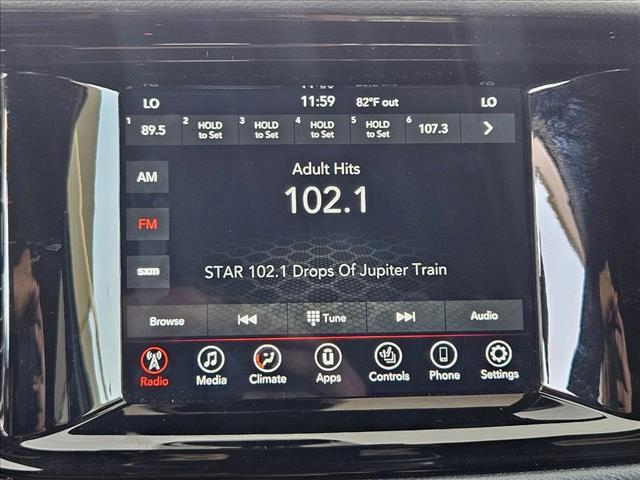 LO 11:59 82°F out LO
1 89.5 2 HOLD to Set 3 HOLD to Set 4 HOLD to Set 5 HOLD to Set 6 107.3
AM
Adult Hits
102.1
FM
sxm
STAR 102.1 Drops Of Jupiter Train
Browse Tune Audio
Radio Media Climate Apps Controls Phone Settings